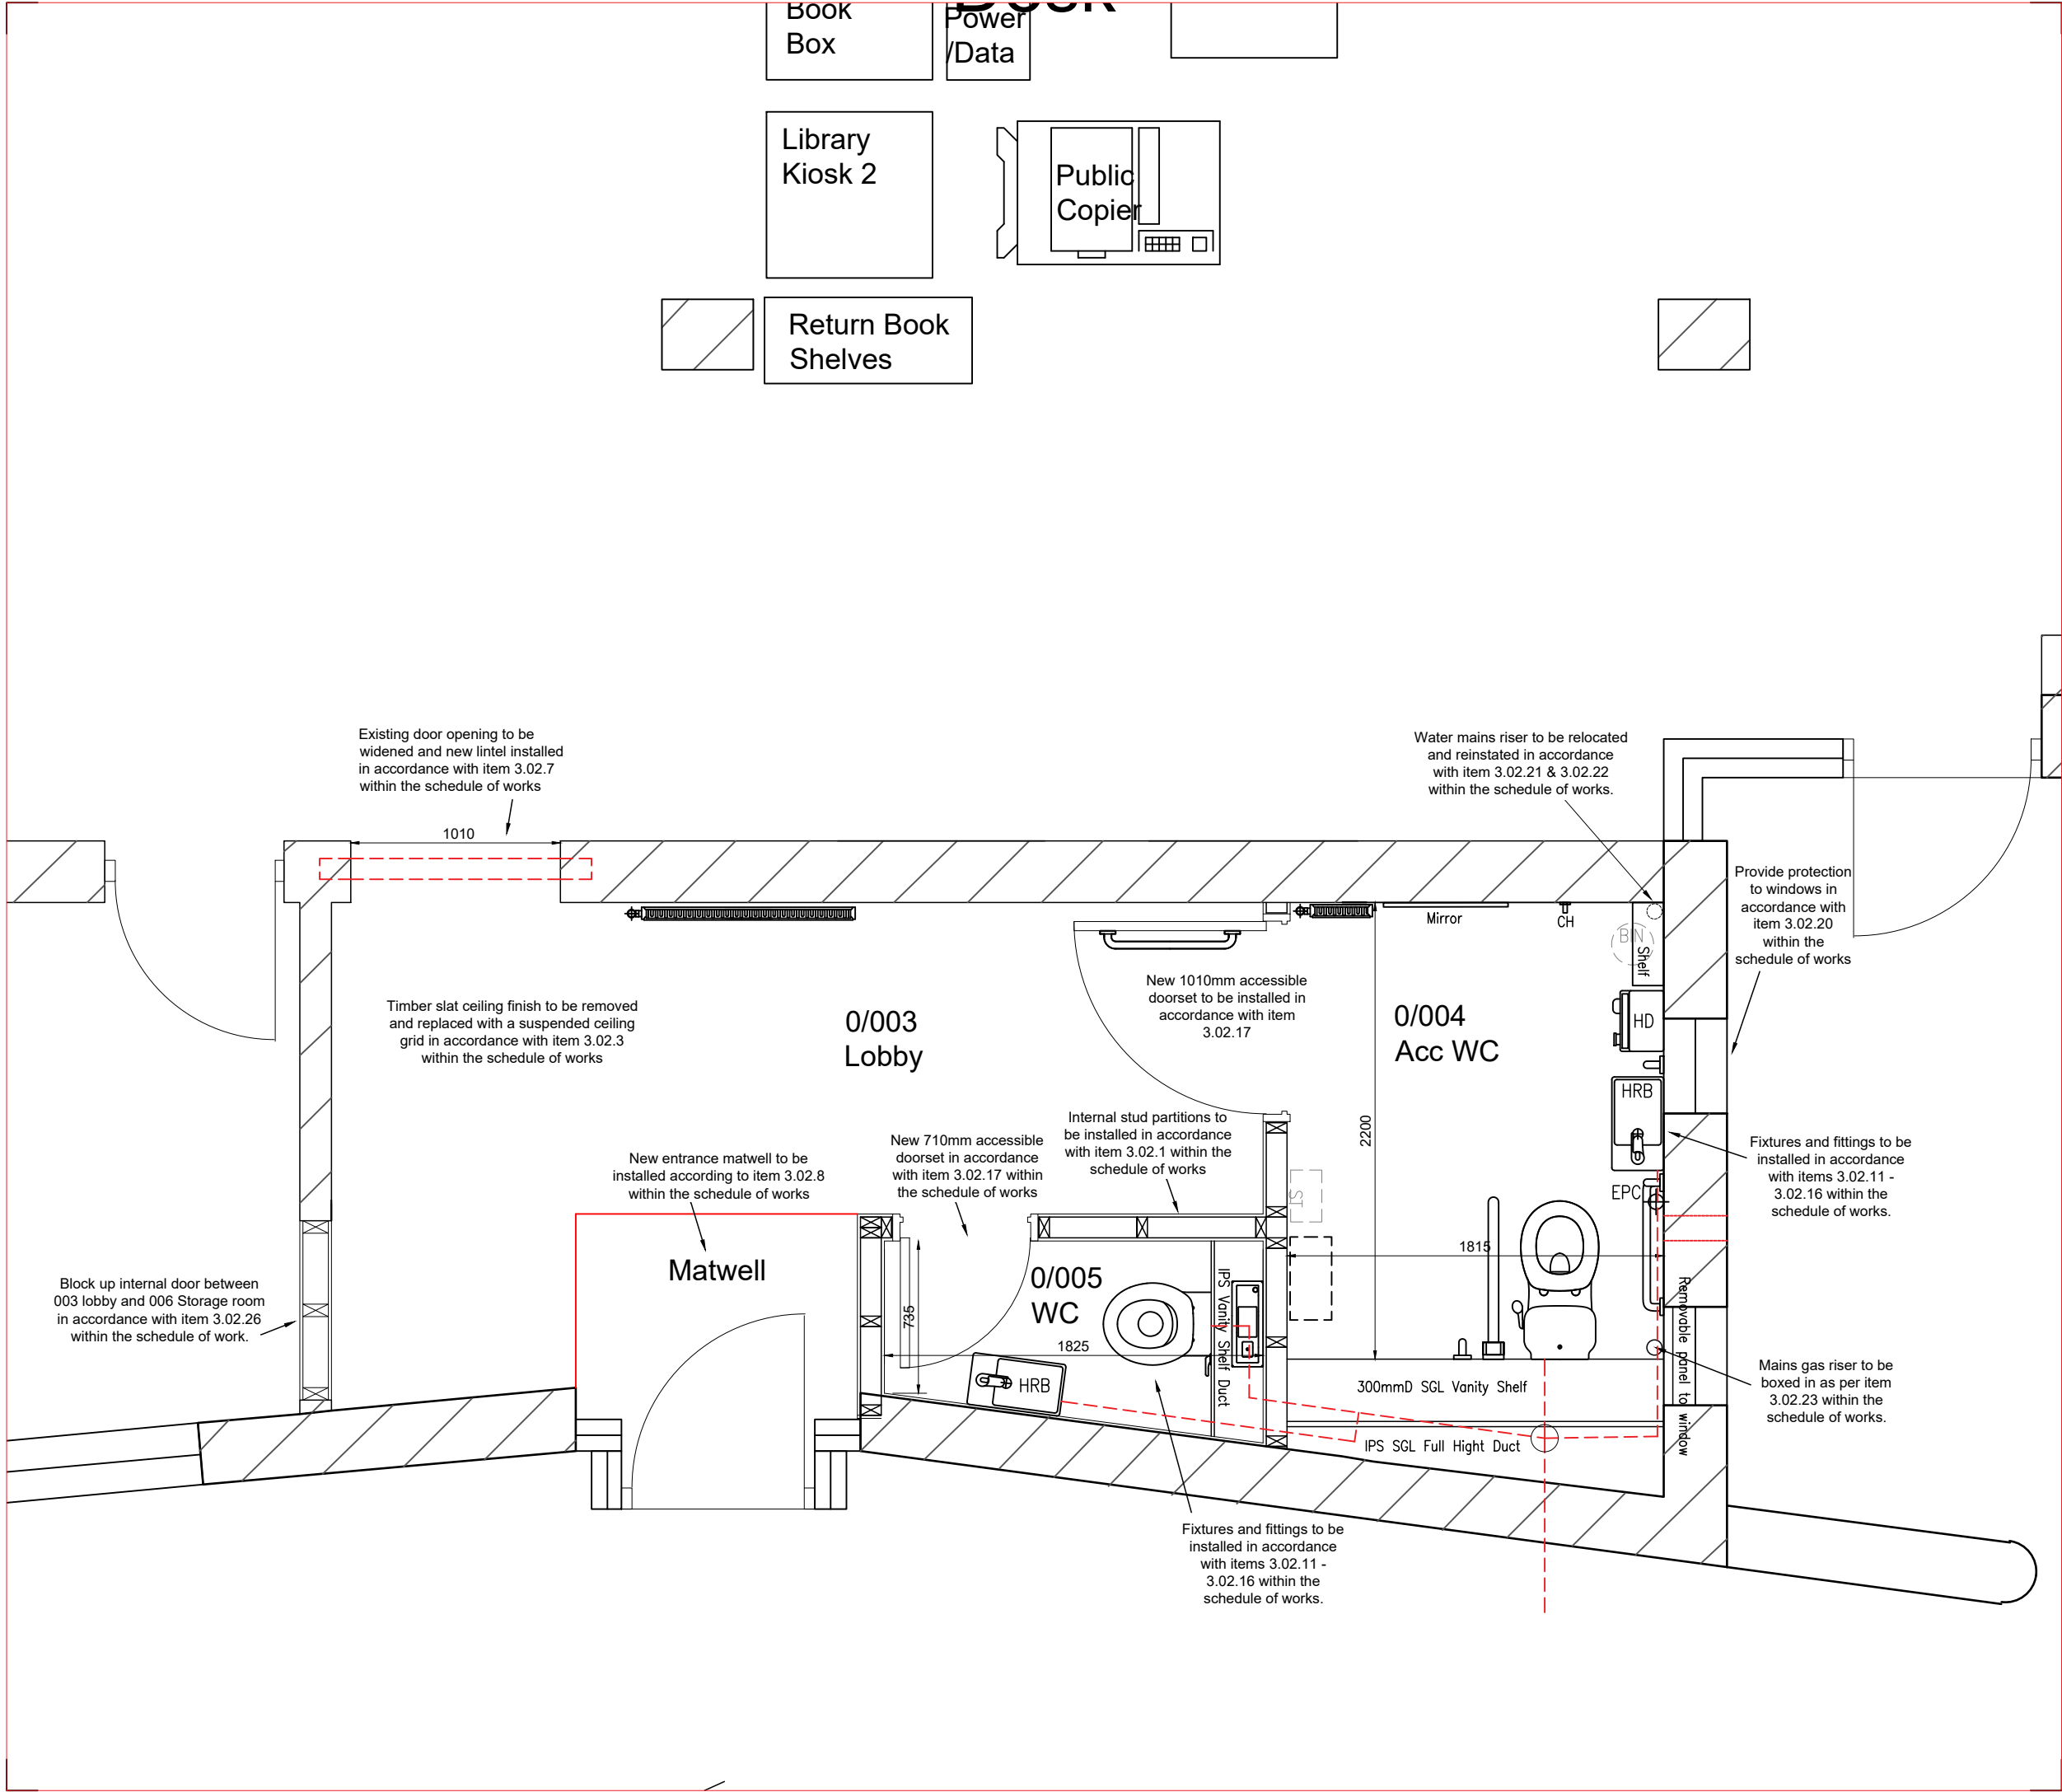 Book
Box
Power
/Data
Desk
Library
Kiosk 2
Public
Copier
Return Book
Shelves
Existing door opening to be
widened and new lintel installed
in accordance with item 3.02.7
within the schedule of works
1010
Water mains riser to be relocated
and reinstated in accordance
with item 3.02.21 & 3.02.22
within the schedule of works.
Provide protection
to windows in
accordance with
item 3.02.20
within the
schedule of works
Mirror
CH
BIN
Shelf
HD
HRB
EPC
Timber slat ceiling finish to be removed
and replaced with a suspended ceiling
grid in accordance with item 3.02.3
within the schedule of works
0/003
Lobby
New 1010mm accessible
doorset to be installed in
accordance with item
3.02.17
0/004
Acc WC
2200
Internal stud partitions to
be installed in accordance
with item 3.02.1 within the
schedule of works
New 710mm accessible
doorset in accordance
with item 3.02.17 within
the schedule of works
New entrance matwell to be
installed according to item 3.02.8
within the schedule of works
Matwell
Fixtures and fittings to be
installed in accordance
with items 3.02.11 -
3.02.16 within the
schedule of works.
ST
1815
Block up internal door between
003 lobby and 006 Storage room
in accordance with item 3.02.26
within the schedule of work.
0/005
WC
735
1825
HRB
IPS Vanity Shelf Duct
Removable panel to window
300mmD SGL Vanity Shelf
IPS SGL Full Hight Duct
Mains gas riser to be
boxed in as per item
3.02.23 within the
schedule of works.
Fixtures and fittings to be
installed in accordance
with items 3.02.11 -
3.02.16 within the
schedule of works.